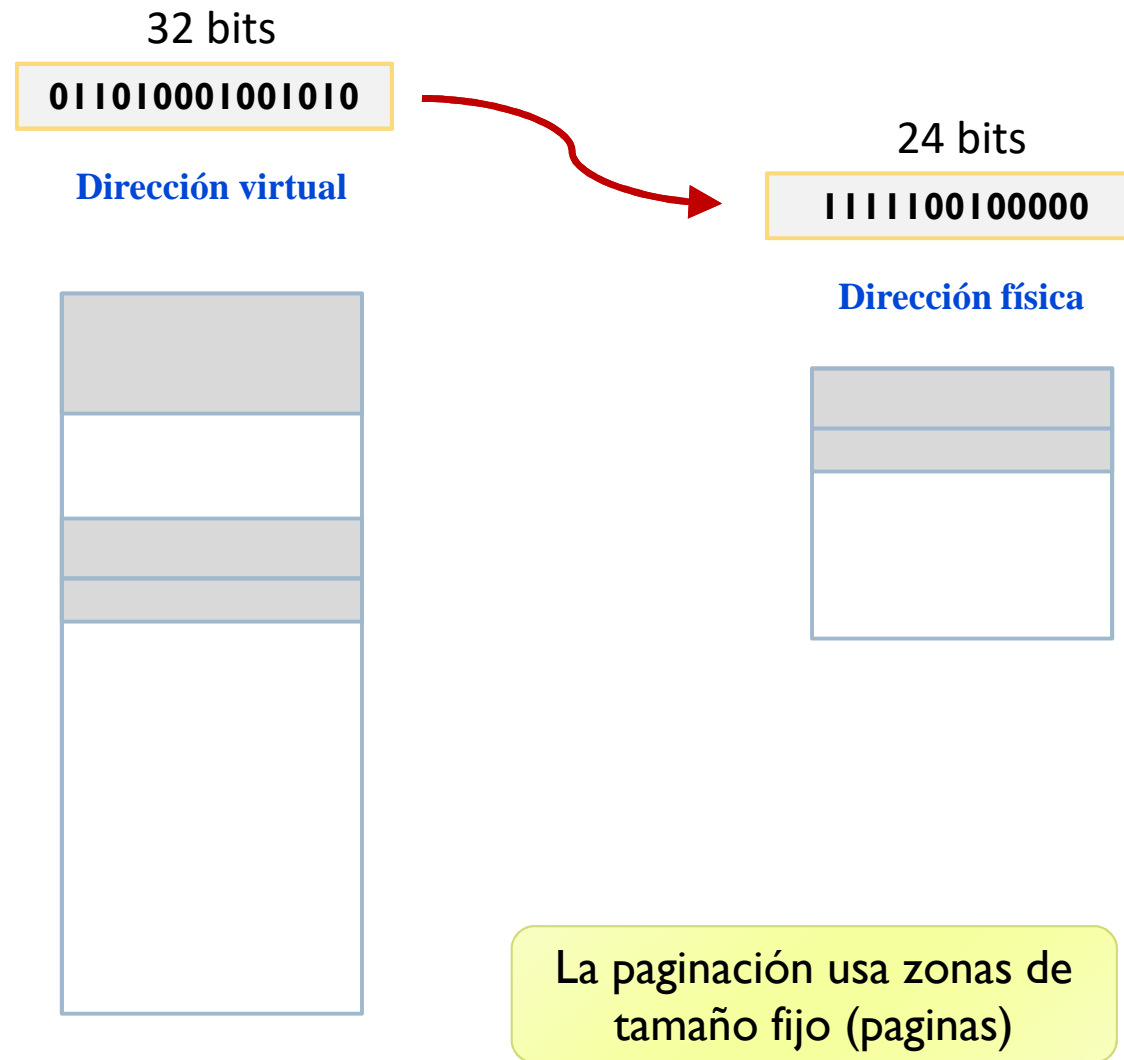 32 bits
011010001001010
Dirección virtual
24 bits
1111100100000
Dirección física
La paginación usa zonas de
tamaño fijo (paginas)